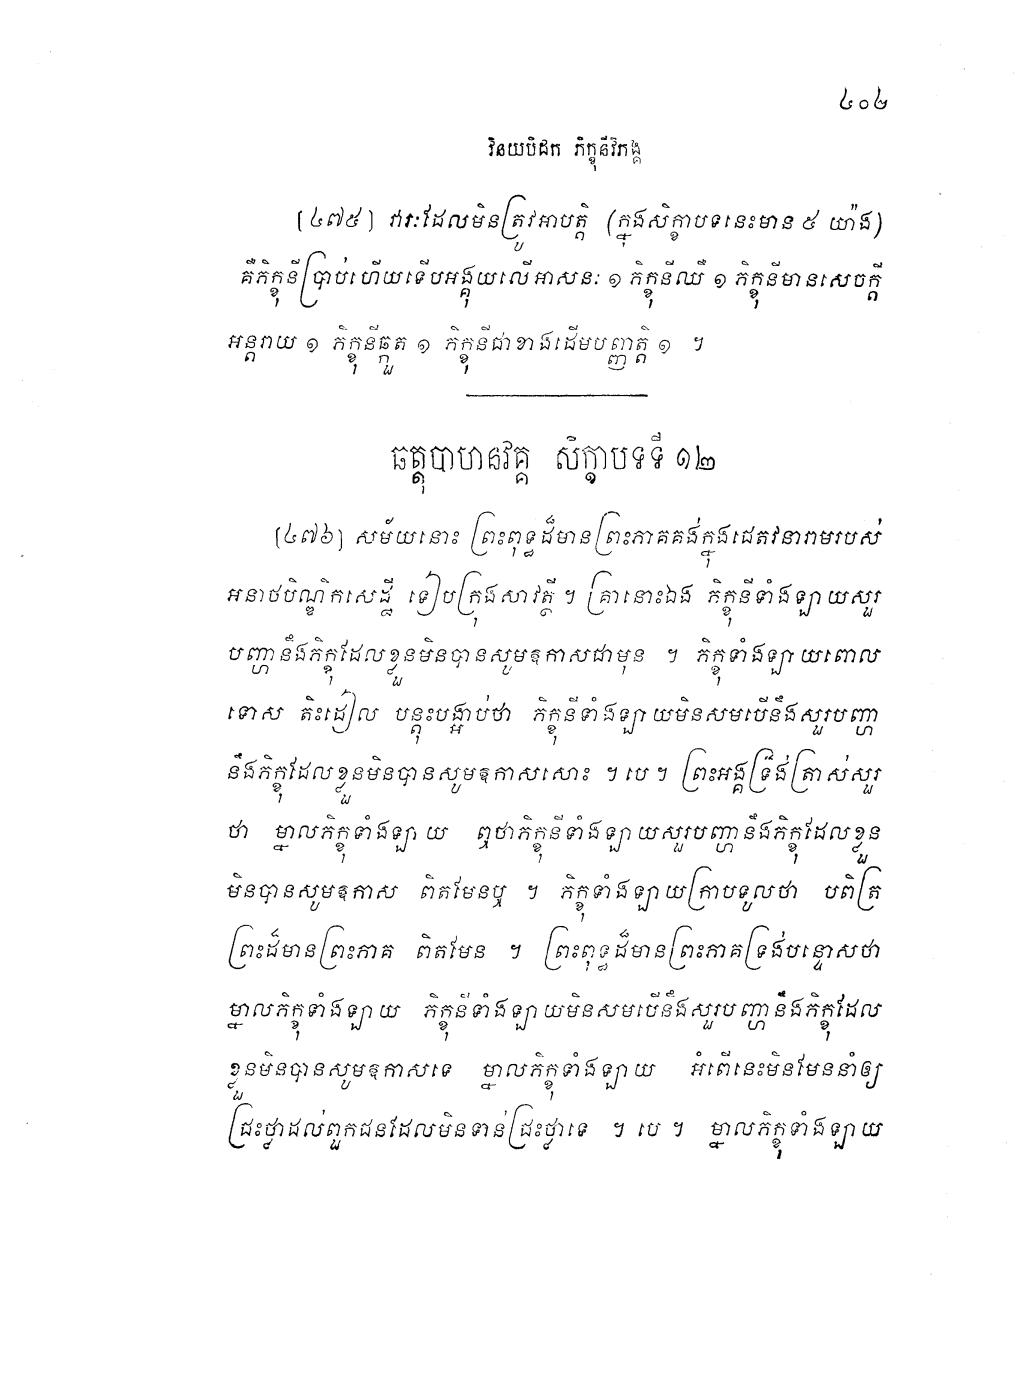 ៤០៤
វិនយបិដក ភិក្ខុនីវិភង្គ
[៤៧៥] វារៈដែលមិនត្រូវអាបត្តិ (ក្នុងសិក្ខាបទនេះមាន ៥ យ៉ាង)
គឺភិក្ខុនីប្រាប់ហើយទើបអង្គុយលើអាសនៈ ១ ភិក្ខុនីឈឺ ១ ភិក្ខុនីមានសេចក្តី
អន្តរាយ ១ ភិក្ខុនីឆ្កួត ១ ភិក្ខុនីជាខាងដើមបញ្ញត្តិ ១ ។
ឆត្តុបាហនវគ្គ សិក្ខាបទទី ១២
[៤៧៦] សម័យនោះ ព្រះពុទ្ធដ៏មានព្រះភាគគង់ក្នុងជេតវនារាមរបស់
អនាថបិណ្ឌិកសេដ្ឋី ទៀបក្រុងសាវត្ថី ។ គ្រានោះឯង ភិក្ខុនីទាំងឡាយសួរ
បញ្ហានឹងភិក្ខុដែលខ្លួនមិនបានសូមឱកាសជាមុន ។ ភិក្ខុទាំងឡាយពោល
ទោស តិះដៀល បន្តុះបង្អាប់ថា ភិក្ខុនីទាំងឡាយមិនសមបើនឹងសួរបញ្ហា
នឹងភិក្ខុដែលខ្លួនមិនបានសូមឱកាសសោះ ។ បេ ។ ព្រះអង្គទ្រង់ត្រាស់សួរ
ថា ម្នាលភិក្ខុទាំងឡាយ ឮថាភិក្ខុនីទាំងឡាយសួរបញ្ហានឹងភិក្ខុដែលខ្លួន
មិនបានសូមឱកាស ពិតមែនឬ ។ ភិក្ខុទាំងឡាយក្រាបទូលថា បពិត្រ
ព្រះដ៏មានព្រះភាគ ពិតមែន ។ ព្រះពុទ្ធដ៏មានព្រះភាគទ្រង់បន្ទោសថា
ម្នាលភិក្ខុទាំងឡាយ ភិក្ខុនីទាំងឡាយមិនសមបើនឹងសួរបញ្ហានឹងភិក្ខុដែល
ខ្លួនមិនបានសូមឱកាសទេ ម្នាលភិក្ខុទាំងឡាយ អំពើនេះមិនមែននាំឲ្យ
ជ្រះថ្លាដល់ពួកជនដែលមិនទាន់ជ្រះថ្លាទេ ។ បេ ។ ម្នាលភិក្ខុទាំងឡាយ